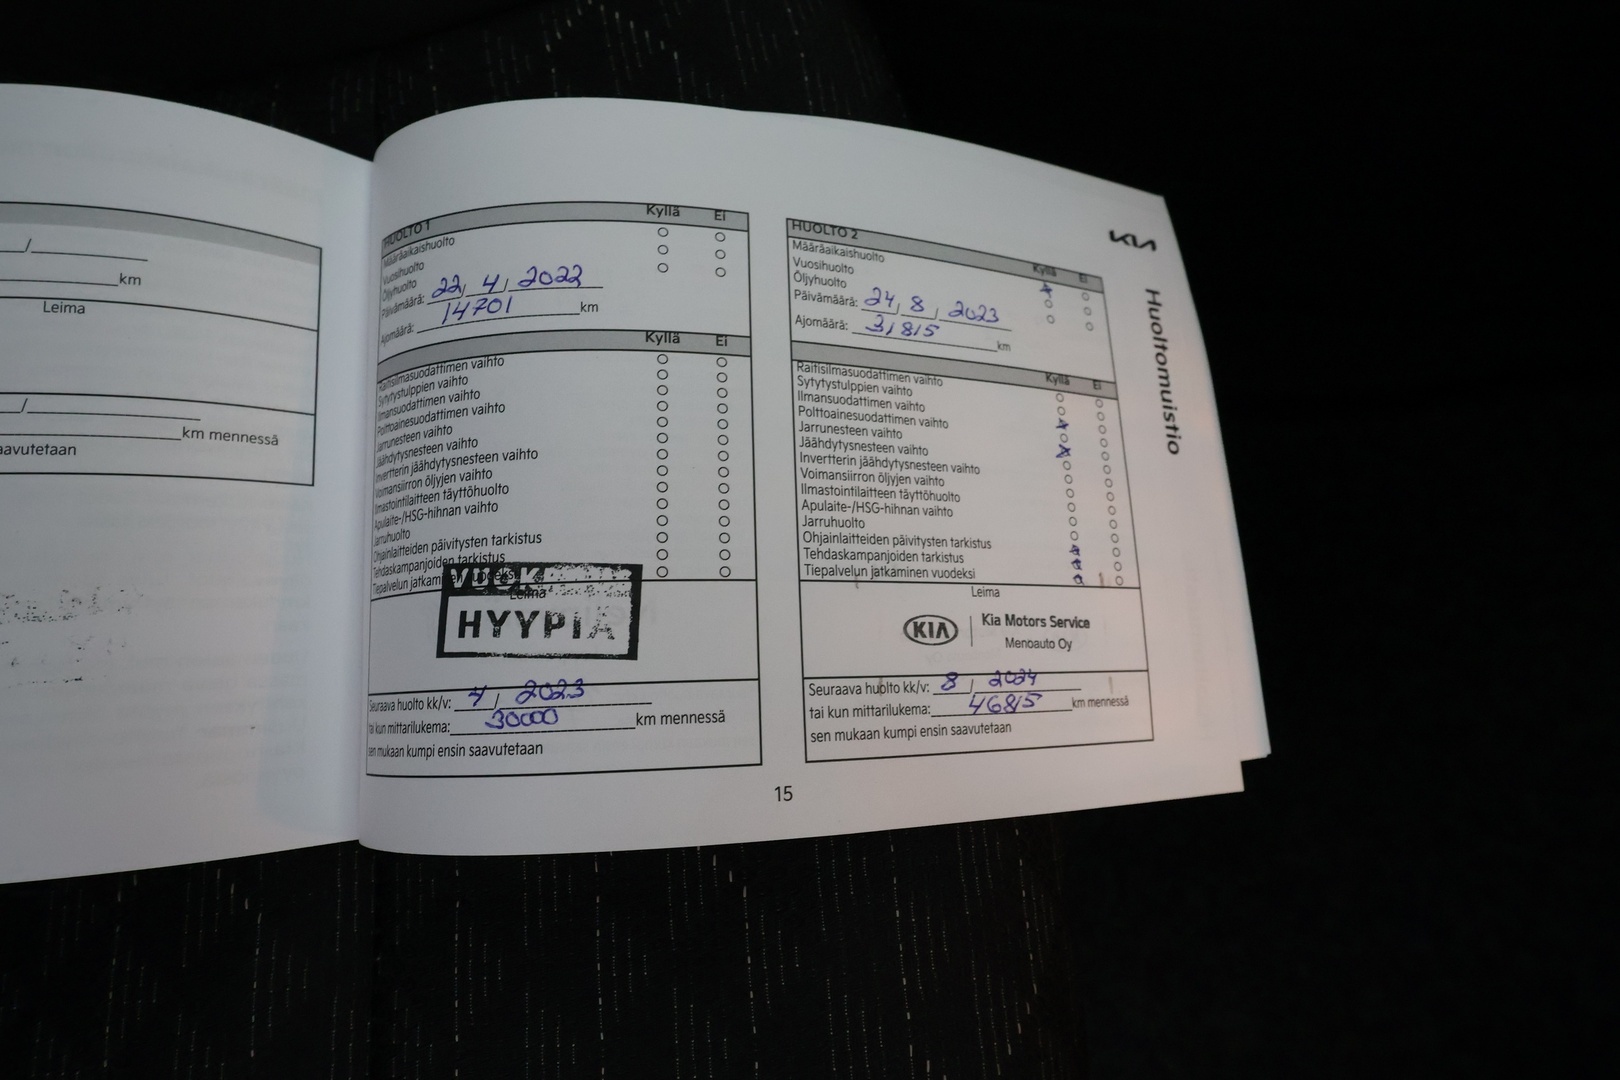 /
km
Leima
/
km mennessä
aavutetaan
HUOLTO 1 Kyllä Ei
Määräaikaishuolto
Vuosihuolto
Öljyhuolto
Päivämäärä: 22, 4, 2022
Ajomäärä: 14701 km
Kyllä Ei
Raitisilmasuodattimen vaihto
Sytytystulppien vaihto
Ilmansuodattimen vaihto
Polttoainesuodattimen vaihto
Jarrunesteen vaihto
Jäähdytysnesteen vaihto
Invertterin jäähdytysnesteen vaihto
Voimansiirron öljyjen vaihto
Ilmastointilaitteen täyttöhuolto
Apulaite-/HSG-hihnan vaihto
Jarruhuolto
Ohjainlaitteiden päivitysten tarkistus
Tehdaskampanjoiden tarkistus
Tiepalvelun jatkaminen vuodeksi
Leima
HYYPIÄ
Seuraava huolto kk/v: 4 / 2023
tai kun mittarilukema: 30000 km mennessä
sen mukaan kumpi ensin saavutetaan
HUOLTO 2 Kyllä Ei
Määräaikaishuolto
Vuosihuolto
Öljyhuolto
Päivämäärä: 24, 8, 2023
Ajomäärä: 31815 km
Kyllä Ei
Raitisilmasuodattimen vaihto
Sytytystulppien vaihto
Ilmansuodattimen vaihto
Polttoainesuodattimen vaihto
Jarrunesteen vaihto
Jäähdytysnesteen vaihto
Invertterin jäähdytysnesteen vaihto
Voimansiirron öljyjen vaihto
Ilmastointilaitteen täyttöhuolto
Apulaite-/HSG-hihnan vaihto
Jarruhuolto
Ohjainlaitteiden päivitysten tarkistus
Tehdaskampanjoiden tarkistus
Tiepalvelun jatkaminen vuodeksi
Leima
KIA Kia Motors Service
Menoauto Oy
Seuraava huolto kk/v: 8 / 2024
tai kun mittarilukema: 46815 km mennessä
sen mukaan kumpi ensin saavutetaan
KIA
Huoltomuistio
15